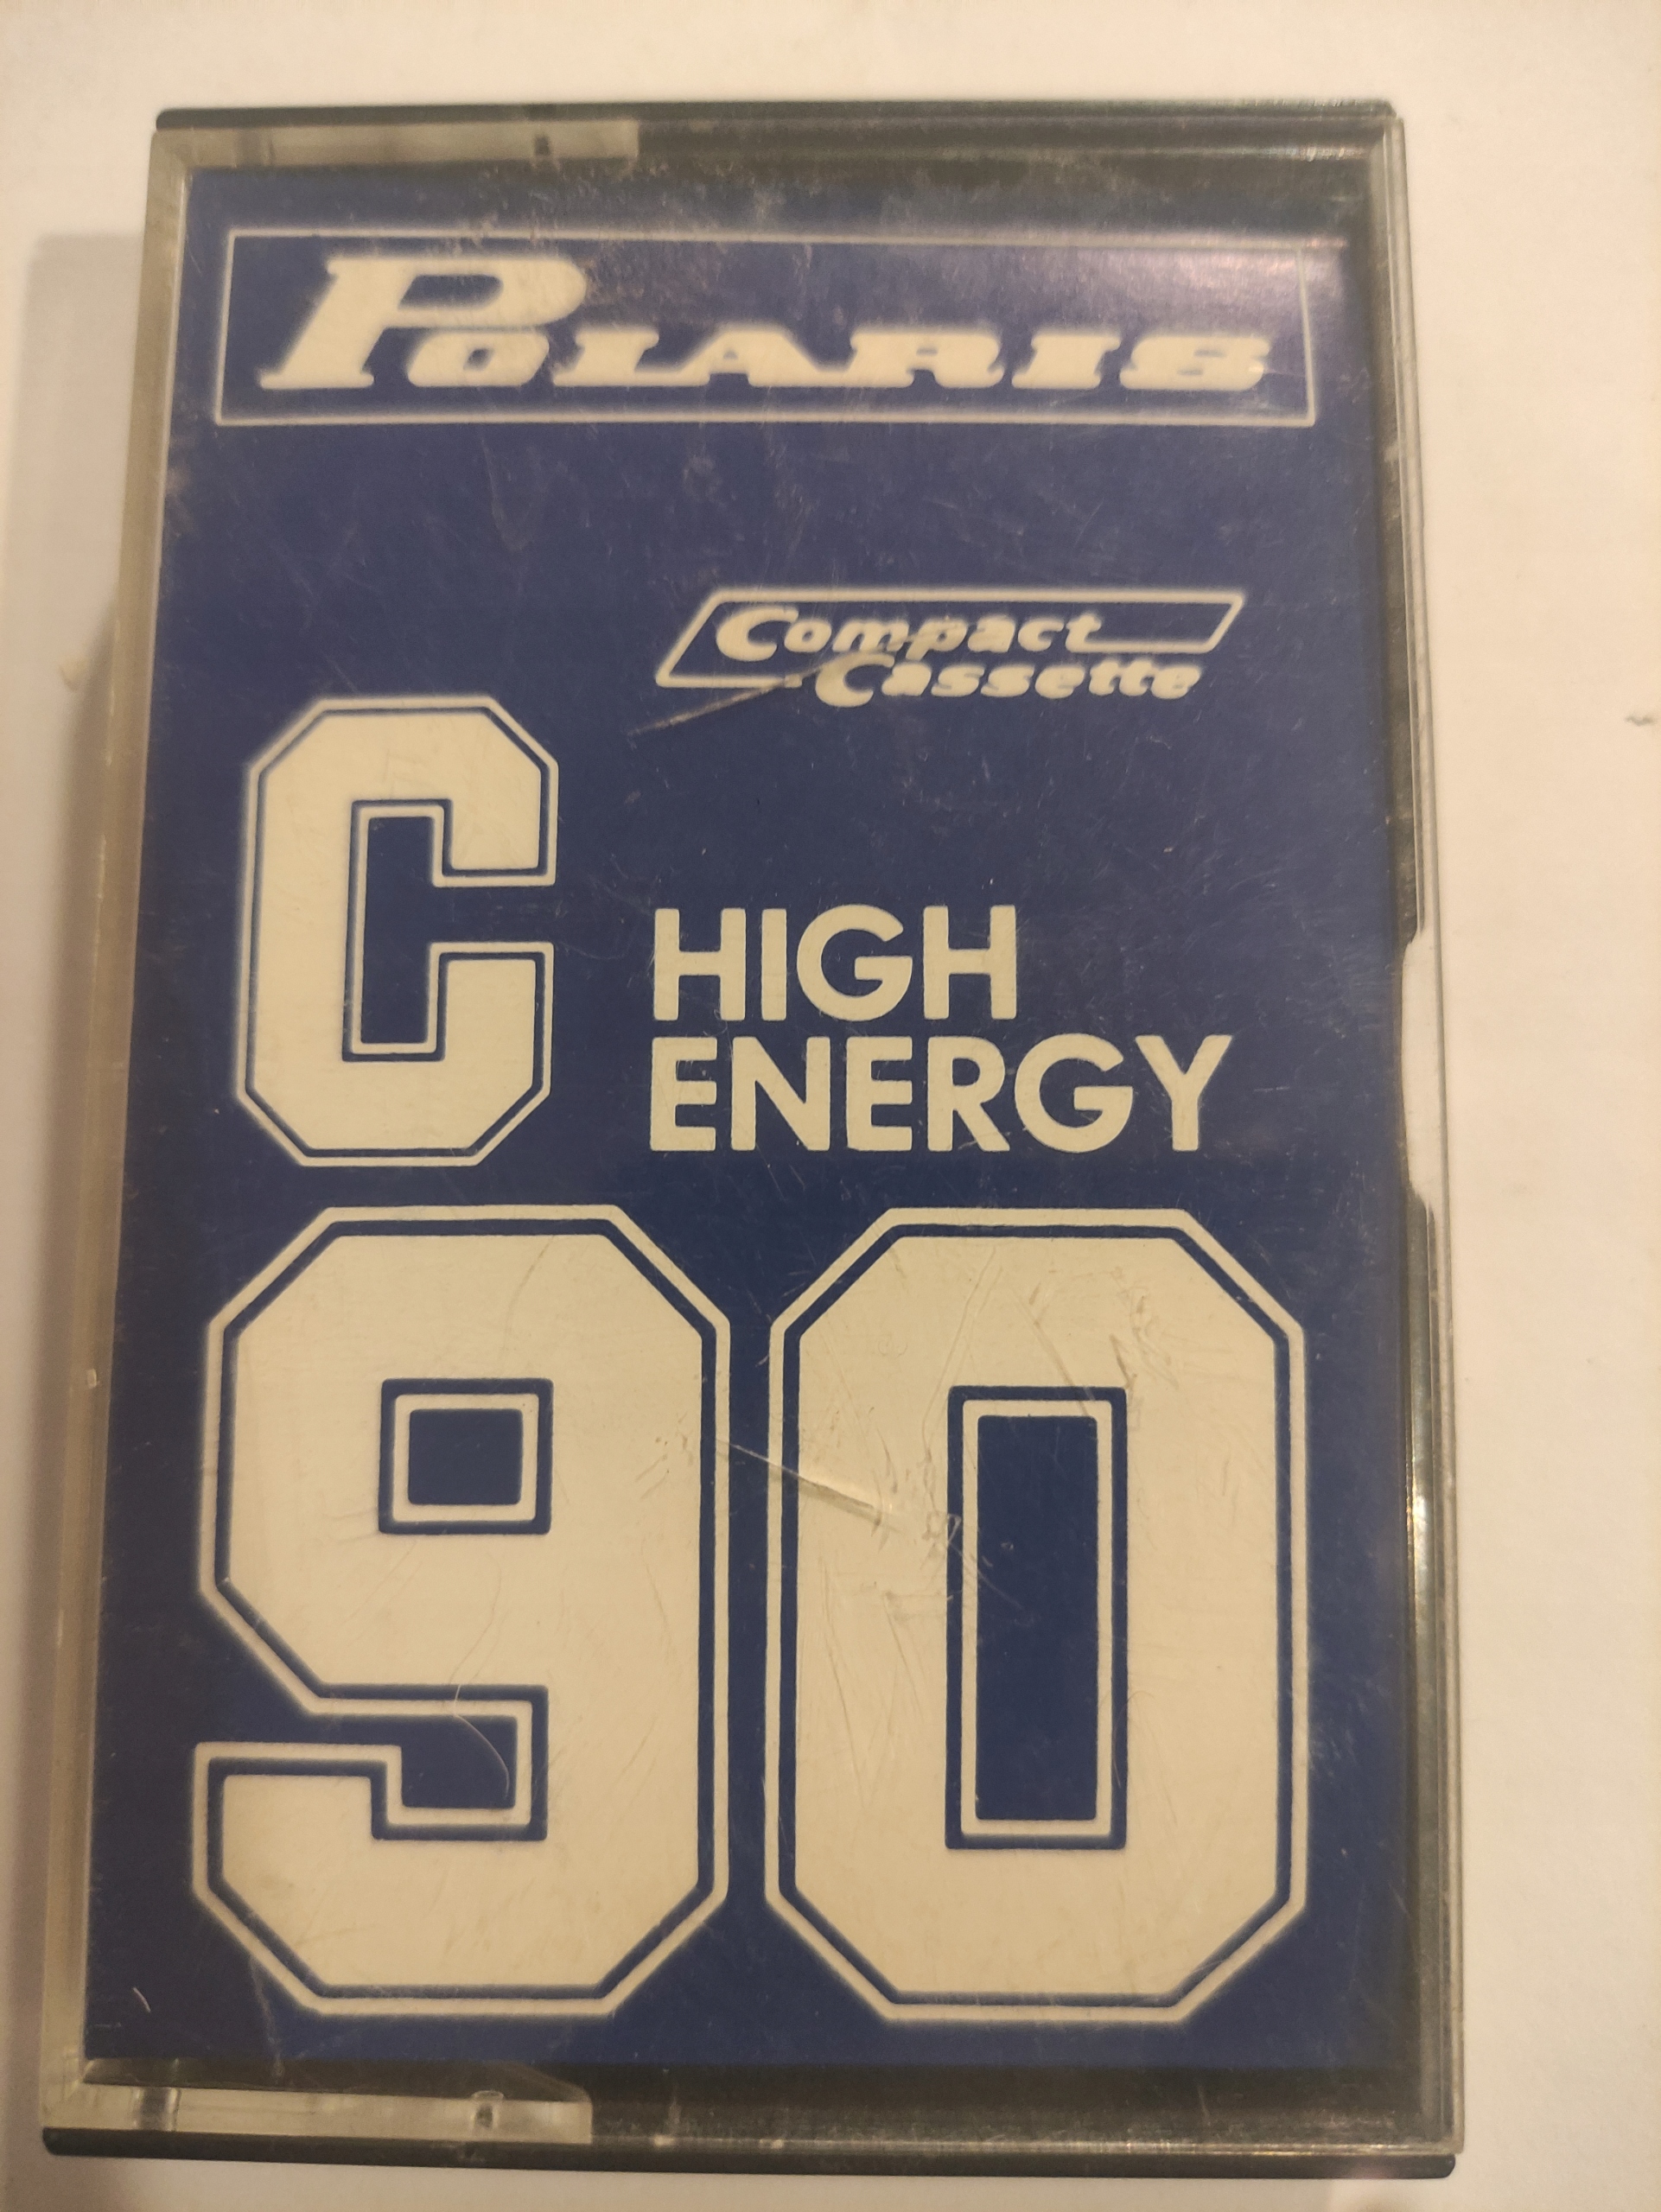 POLARIS
Compact
Cassette
C
HIGH
ENERGY
90